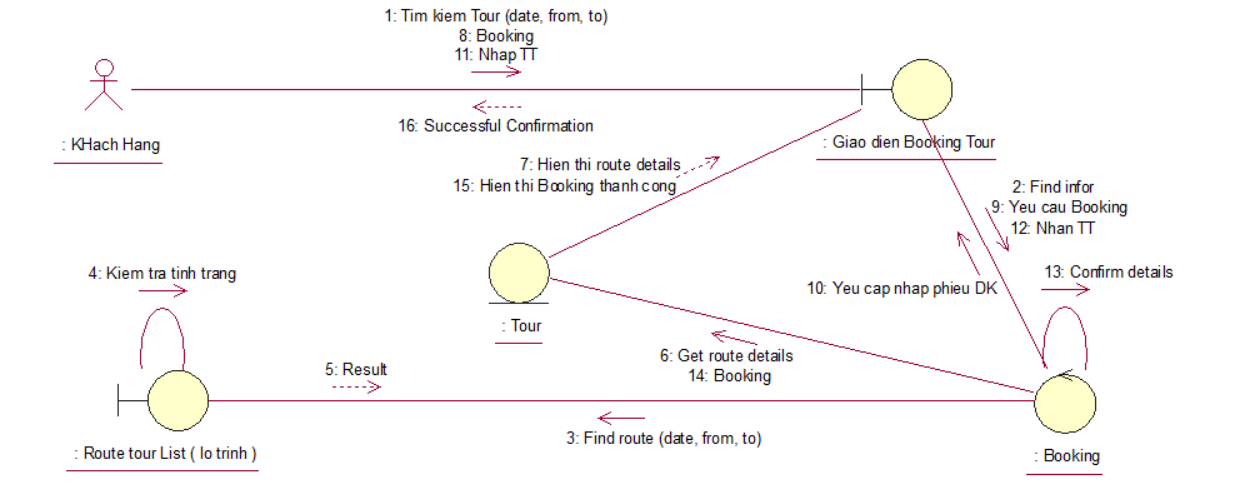 1: Tim kiem Tour (date, from, to)
8: Booking
11: Nhap TT
16: Successful Confirmation
: KHach Hang
: Giao dien Booking Tour
7: Hien thi route details
15: Hien thi Booking thanh cong
2: Find infor
9: Yeu cau Booking
12: Nhan TT
4: Kiem tra tinh trang
13: Confirm details
10: Yeu cap nhap phieu DK
: Tour
6: Get route details
14: Booking
5: Result
3: Find route (date, from, to)
: Route tour List ( lo trinh )
: Booking